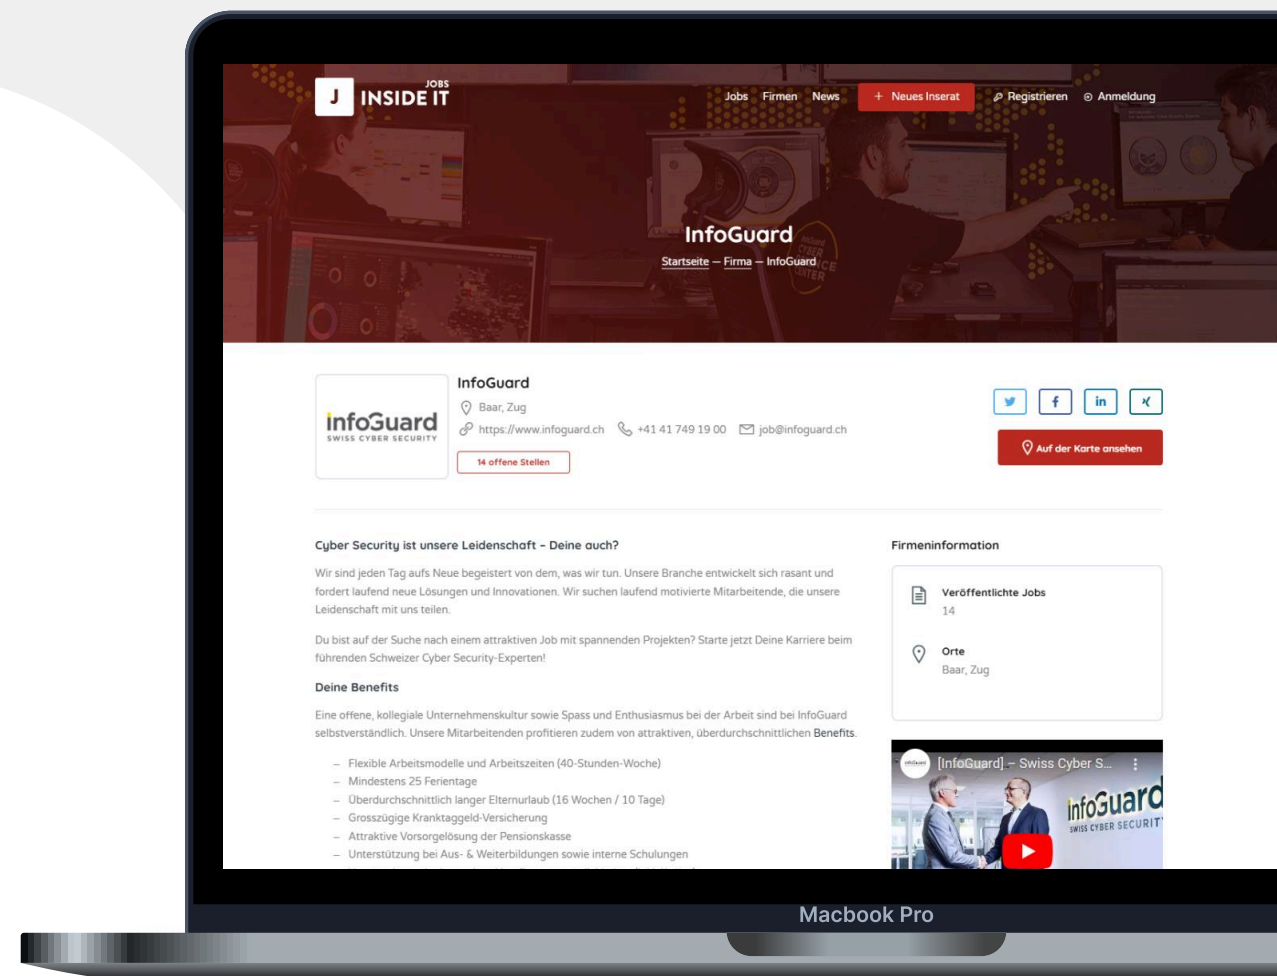 J
JOBS
INSIDE IT
Jobs Firmen News + Neues Inserat Registrieren Anmeldung
InfoGuard
Startseite — Firma — InfoGuard
InfoGuard
Baar, Zug
https://www.infoguard.ch +41 41 749 19 00 job@infoguard.ch
14 offene Stellen
infoGuard
SWISS CYBER SECURITY
f in
Auf der Karte ansehen
Cyber Security ist unsere Leidenschaft – Deine auch?
Wir sind jeden Tag aufs Neue begeistert von dem, was wir tun. Unsere Branche entwickelt sich rasant und
fordert laufend neue Lösungen und Innovationen. Wir suchen laufend motivierte Mitarbeitende, die unsere
Leidenschaft mit uns teilen.
Du bist auf der Suche nach einem attraktiven Job mit spannenden Projekten? Starte jetzt Deine Karriere beim
führenden Schweizer Cyber Security-Experten!
Deine Benefits
Eine offene, kollegiale Unternehmenskultur sowie Spass und Enthusiasmus bei der Arbeit sind bei InfoGuard
selbstverständlich. Unsere Mitarbeitenden profitieren zudem von attraktiven, überdurchschnittlichen Benefits.
– Flexible Arbeitsmodelle und Arbeitszeiten (40-Stunden-Woche)
– Mindestens 25 Ferientage
– Überdurchschnittlich langer Elternurlaub (16 Wochen / 10 Tage)
– Grosszügige Kranktaggeld-Versicherung
– Attraktive Vorsorgelösung der Pensionskasse
– Unterstützung bei Aus- & Weiterbildungen sowie interne Schulungen
Firmeninformation
Veröffentlichte Jobs
14
Orte
Baar, Zug
[InfoGuard] – Swiss Cyber S...
infoGuard
SWISS CYBER SECURIT
Macbook Pro